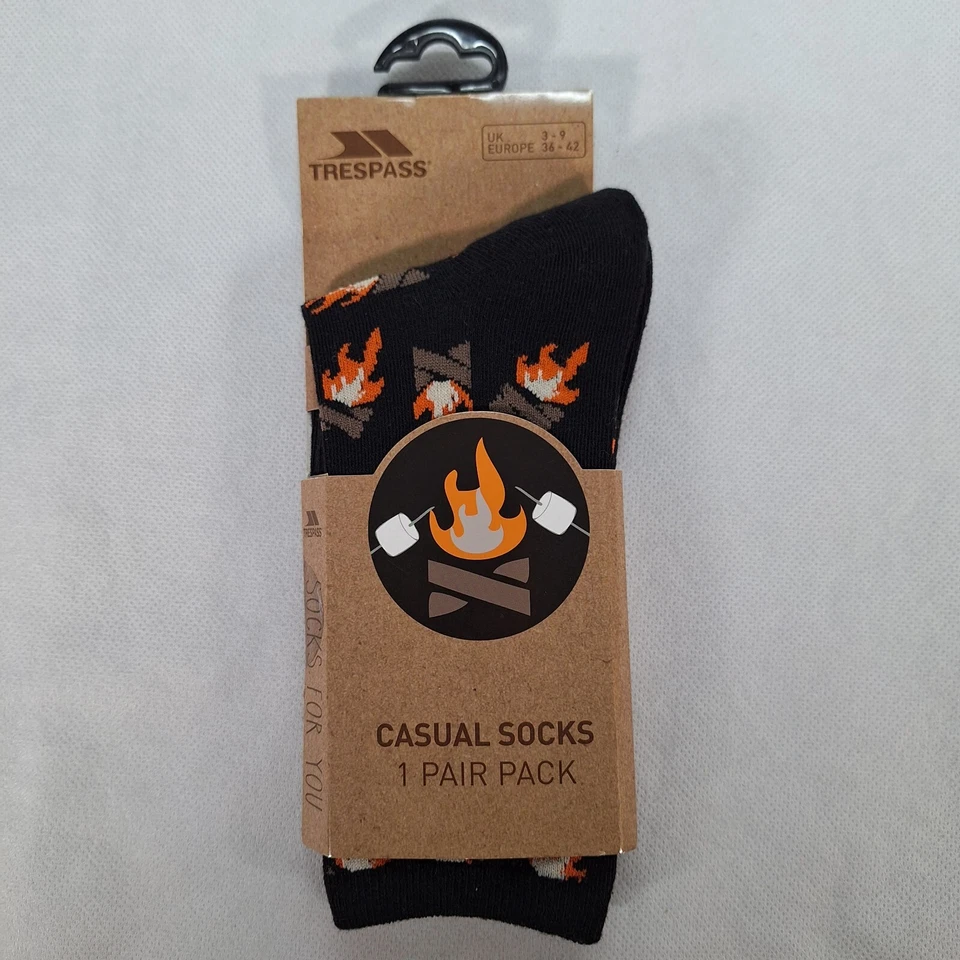 TRESPASS
UK 3 - 9
EUROPE 36 - 42
TRESPASS
SOCKS FOR YOU
CASUAL SOCKS
1 PAIR PACK